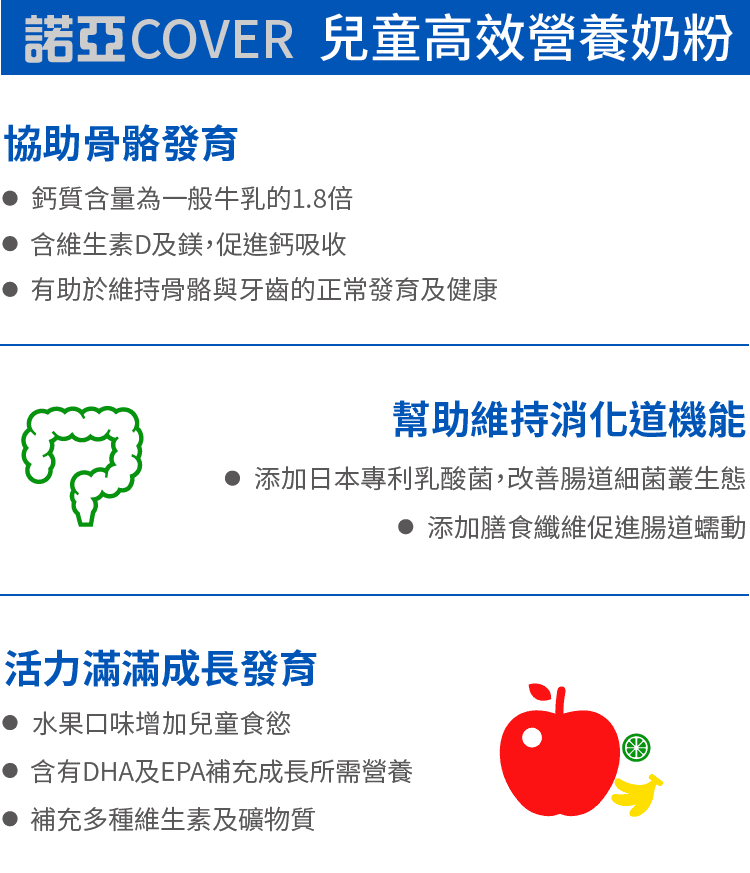 諾亞COVER 兒童高效營養奶粉
協助骨骼發育
● 鈣質含量為一般牛乳的1.8倍
● 含維生素D及鎂，促進鈣吸收
● 有助於維持骨骼與牙齒的正常發育及健康
幫助維持消化道機能
● 添加日本專利乳酸菌，改善腸道細菌叢生態
● 添加膳食纖維促進腸道蠕動
活力滿滿成長發育
● 水果口味增加兒童食慾
● 含有DHA及EPA補充成長所需營養
● 補充多種維生素及礦物質